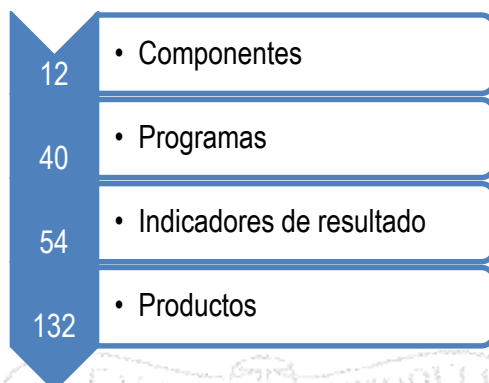 12
• Componentes
40
• Programas
54
• Indicadores de resultado
132
• Productos